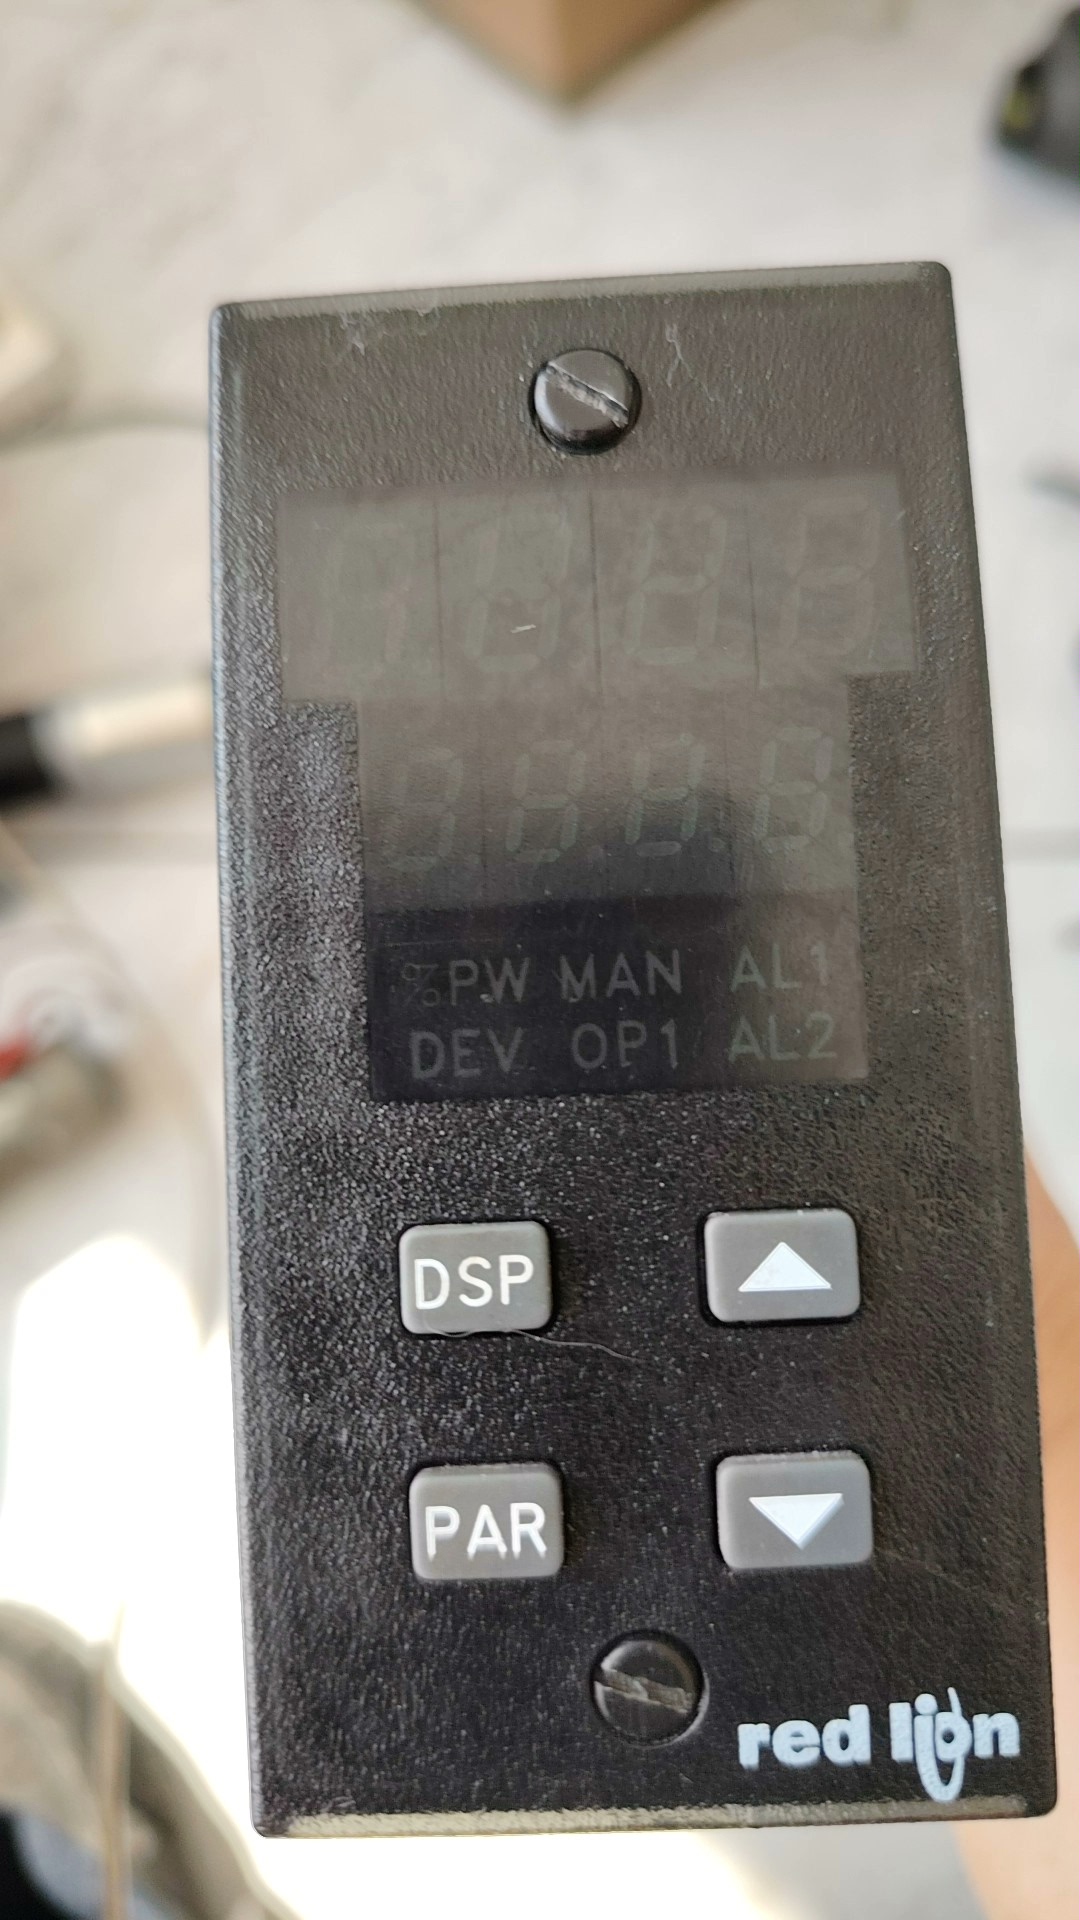 %PW MAN AL1
DEV OP1 AL2
DSP
PAR
red lion